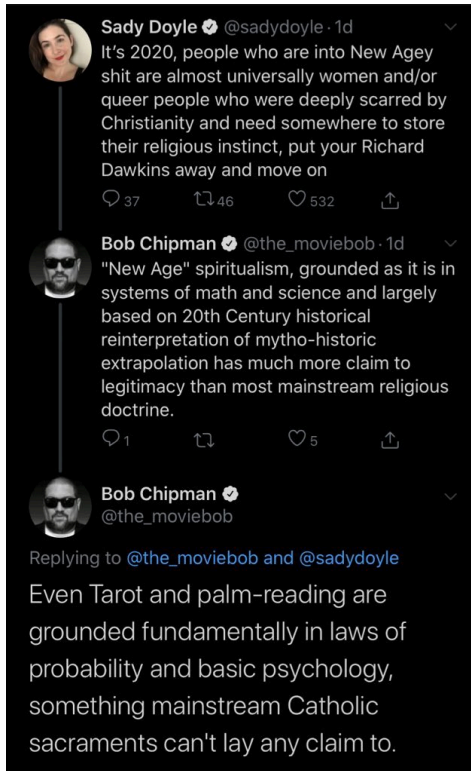 Sady Doyle @sadydoyle · 1d
It's 2020, people who are into New Agey
shit are almost universally women and/or
queer people who were deeply scarred by
Christianity and need somewhere to store
their religious instinct, put your Richard
Dawkins away and move on
37 46 532
Bob Chipman @the_moviebob · 1d
"New Age" spiritualism, grounded as it is in
systems of math and science and largely
based on 20th Century historical
reinterpretation of mytho-historic
extrapolation has much more claim to
legitimacy than most mainstream religious
doctrine.
1 5
Bob Chipman
@the_moviebob
Replying to @the_moviebob and @sadydoyle
Even Tarot and palm-reading are
grounded fundamentally in laws of
probability and basic psychology,
something mainstream Catholic
sacraments can't lay any claim to.